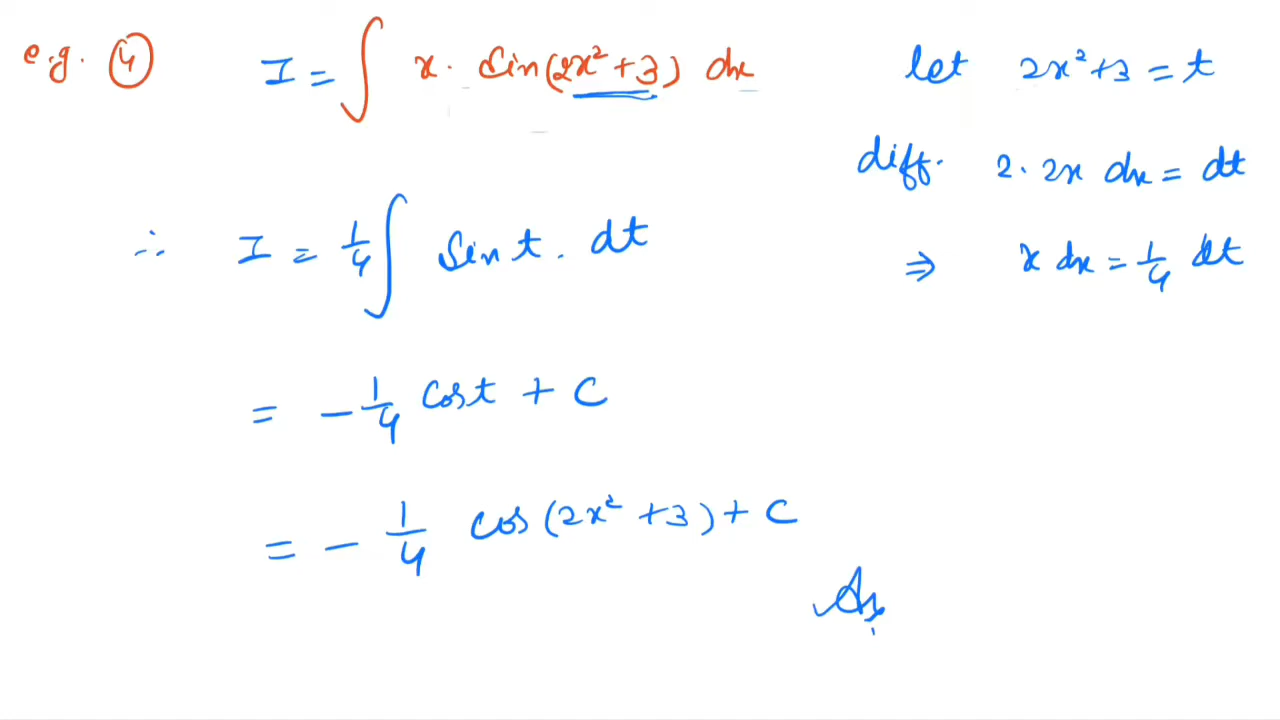 e.g. (4) I = ∫ x. sin(2x²+3) dx let 2x²+3 = t
diff. 2. 2x dx = dt
∴ I = 1/4 ∫ sin t. dt ⇒ x dx = 1/4 dt
= -1/4 cos t + C
= - 1/4 cos (2x² +3) + C
Ans